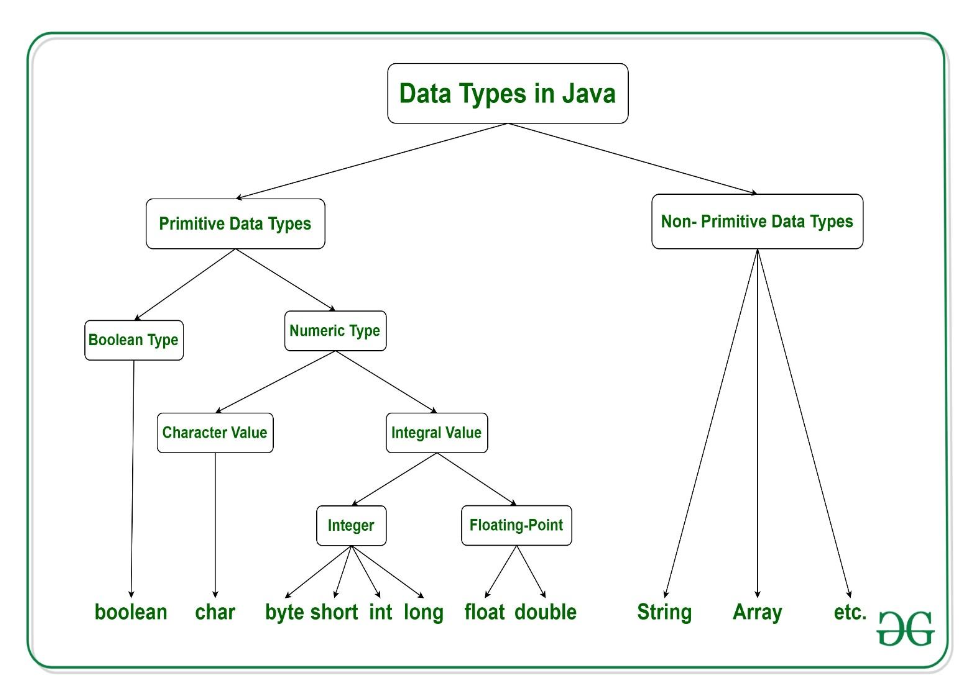 Data Types in Java
Primitive Data Types
Non- Primitive Data Types
Boolean Type
Numeric Type
Character Value
Integral Value
Integer
Floating-Point
boolean char byte short int long float double String Array etc.